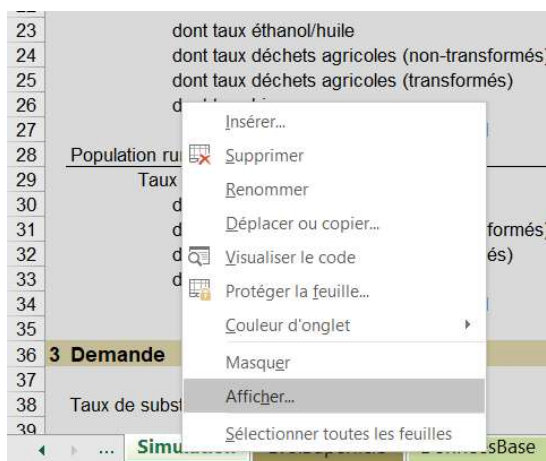 23 dont taux éthanol/huile
24 dont taux déchets agricoles (non-transformés)
25 dont taux déchets agricoles (transformés)
26
27 Insérer...
28 Population Supprimer
29 Taux Renommer
30 Déplacer ou copier...
31 formés)
32 Visualiser le code és)
33 Protéger la feuille...
34
35 Couleur d'onglet
36 3 Demande Masquer
37
38 Taux de Afficher...
39 Sélectionner toutes les feuilles
... Base